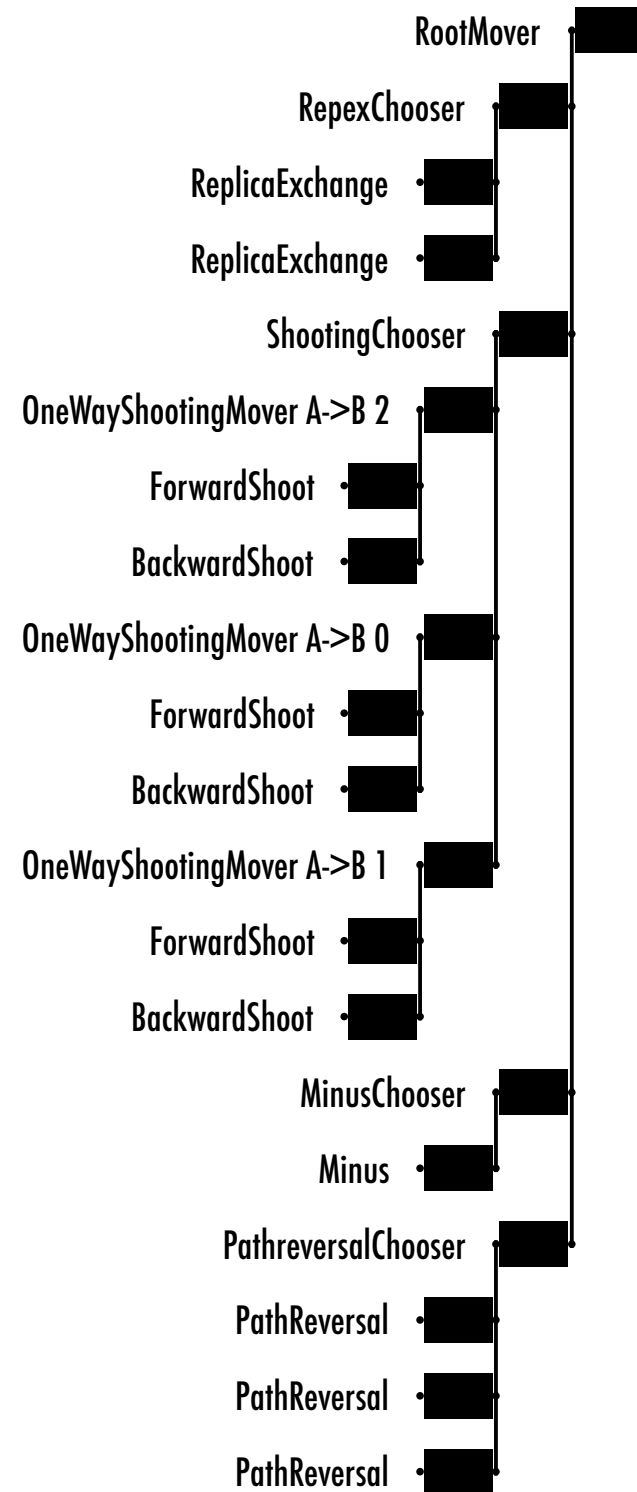 RootMover
RepexChooser
ReplicaExchange
ReplicaExchange
ShootingChooser
OneWayShootingMover A->B 2
ForwardShoot
BackwardShoot
OneWayShootingMover A->B 0
ForwardShoot
BackwardShoot
OneWayShootingMover A->B 1
ForwardShoot
BackwardShoot
MinusChooser
Minus
PathreversalChooser
PathReversal
PathReversal
PathReversal